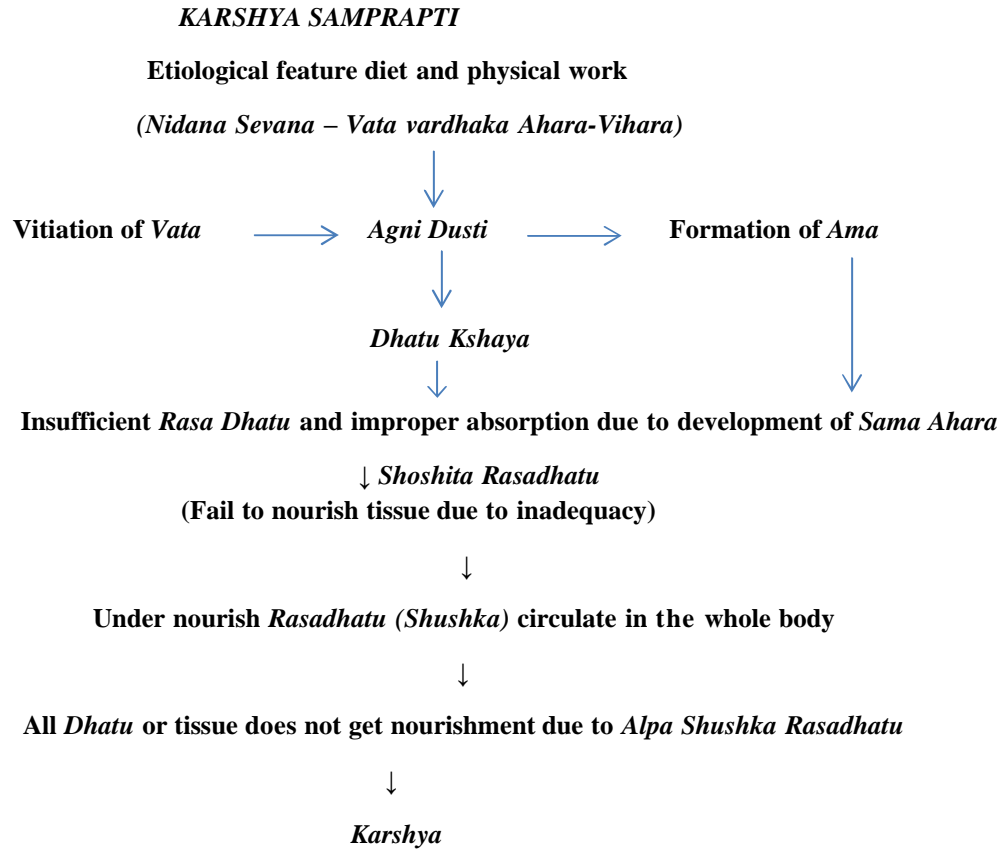 KARSHYA SAMPRAPTI
Etiological feature diet and physical work
(Nidana Sevana – Vata vardhaka Ahara-Vihara)
Vitiation of Vata Agni Dusti Formation of Ama
Dhatu Kshaya
Insufficient Rasa Dhatu and improper absorption due to development of Sama Ahara
↓ Shoshita Rasadhatu
(Fail to nourish tissue due to inadequacy)
↓
Under nourish Rasadhatu (Shushka) circulate in the whole body
↓
All Dhatu or tissue does not get nourishment due to Alpa Shushka Rasadhatu
↓
Karshya